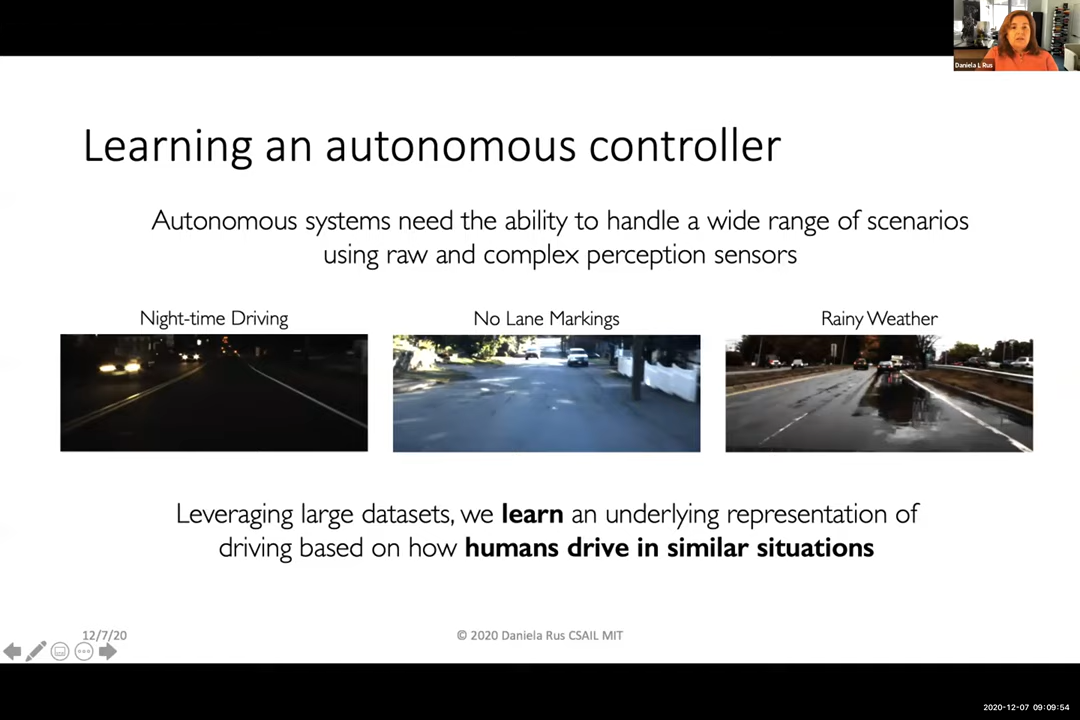 Daniela L Rus
Learning an autonomous controller
Autonomous systems need the ability to handle a wide range of scenarios
using raw and complex perception sensors
Night-time Driving
No Lane Markings
Rainy Weather
Leveraging large datasets, we learn an underlying representation of
driving based on how humans drive in similar situations
12/7/20
© 2020 Daniela Rus CSAIL MIT
2020-12-07 09:09:54